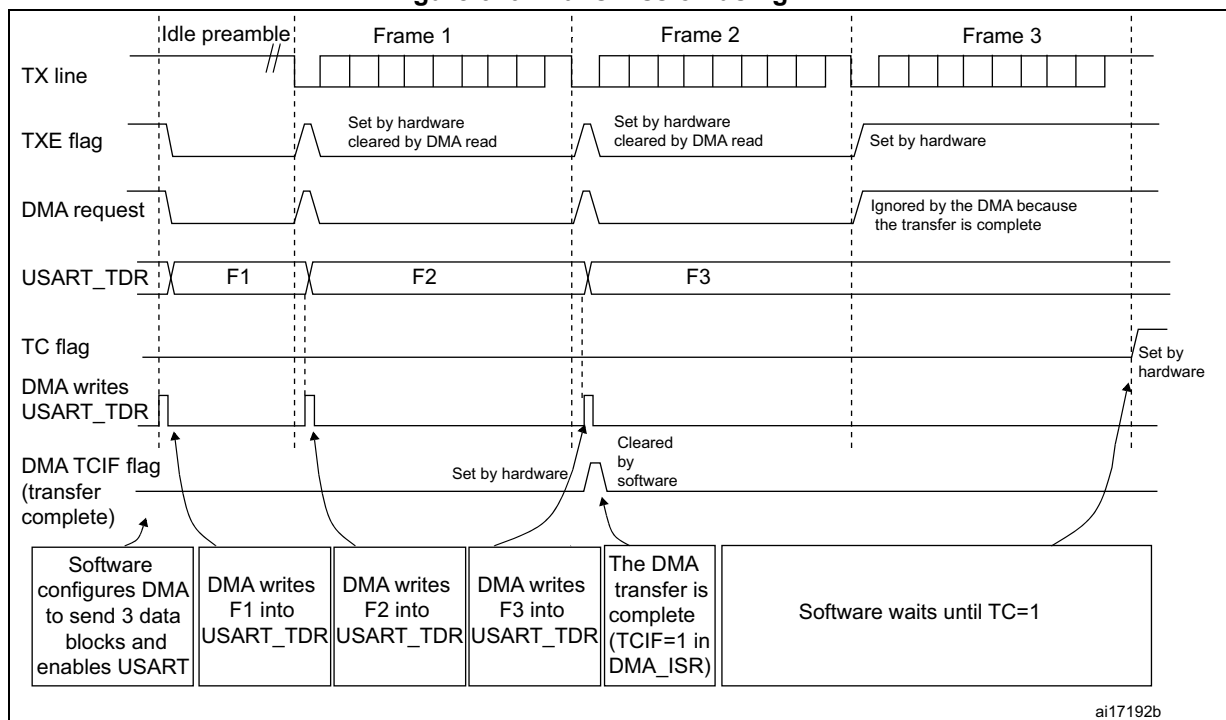 Idle preamble
Frame 1
Frame 2
Frame 3
TX line
TXE flag
Set by hardware
cleared by DMA read
Set by hardware
cleared by DMA read
Set by hardware
DMA request
Ignored by the DMA because
the transfer is complete
USART_TDR
F1
F2
F3
TC flag
Set by
hardware
DMA writes
USART_TDR
DMA TCIF flag
(transfer
complete)
Set by hardware
Cleared
by
software
Software
configures DMA
to send 3 data
blocks and
enables USART
DMA writes
F1 into
USART_TDR
DMA writes
F2 into
USART_TDR
DMA writes
F3 into
USART_TDR
The DMA
transfer is
complete
(TCIF=1 in
DMA_ISR)
Software waits until TC=1
ai17192b